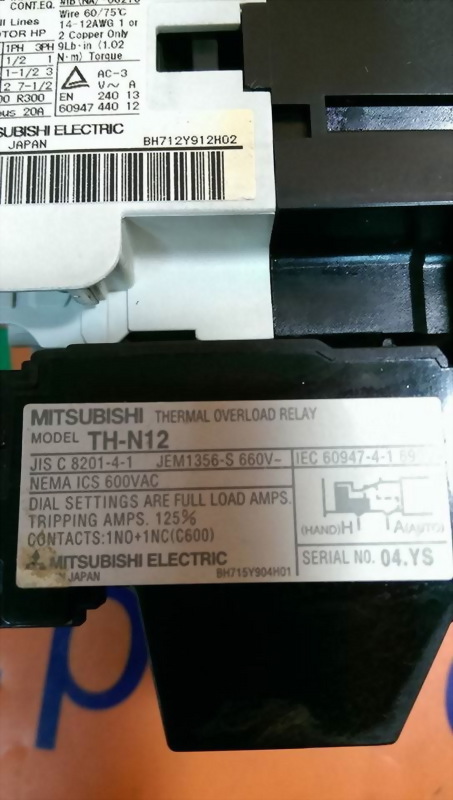 CONT.EQ.
Wire 60/75℃
ll Lines 14-12AWG 1 or
TOR HP 2 Copper Only
1PH 3PH 9Lb·in (1.02
1/2 1 N·m) Torque
1-1/2 3 AC-3
2 7-1/2 V~ A
R300 EN 240 13
20A 60947 440 12
SUBISHI ELECTRIC
JAPAN BH712Y912H02
MITSUBISHI THERMAL OVERLOAD RELAY
MODEL TH-N12
JIS C 8201-4-1 JEM1356-S 660V~ IEC 60947-4-1
NEMA ICS 600VAC
DIAL SETTINGS ARE FULL LOAD AMPS.
TRIPPING AMPS. 125%
(HAND)H A(AUTO)
CONTACTS:1NO+1NC(C600)
MITSUBISHI ELECTRIC SERIAL NO. 04.YS
JAPAN BH715Y904H01